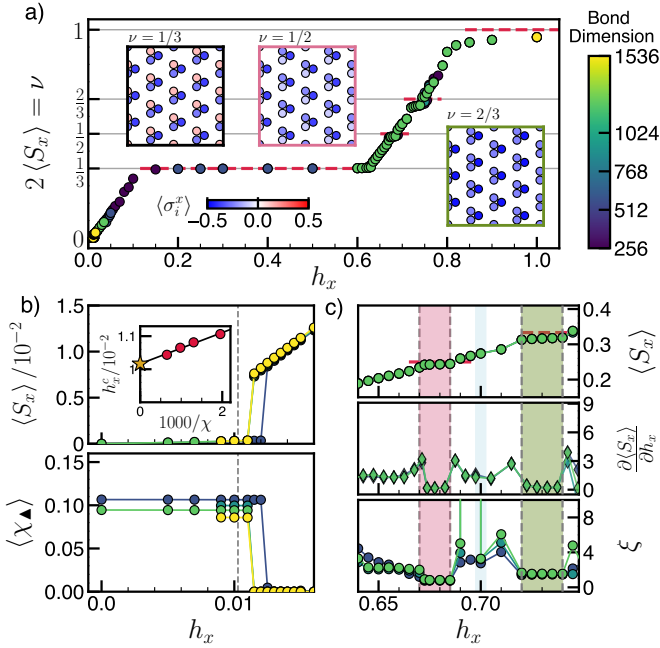 a)
2 ⟨S_x⟩ = ν
1
2/3
1/2
1/3
0
ν = 1/3
ν = 1/2
ν = 2/3
⟨σ_i^x⟩
−0.5 0.0 0.5
0.0 0.2 0.4 0.6 0.8 1.0
h_x
Bond
Dimension
1536
1024
768
512
256
b)
⟨S_x⟩/10^−2
1.5
1.0
0.5
0
h_x^c/10^−2
1.1
1
0 1 2
1000/χ
⟨χ▲⟩
0.15
0.10
0.05
0.00
0.0 0.01
h_x
c)
⟨S_x⟩
0.4
0.3
0.2
∂⟨S_x⟩/∂h_x
9
6
3
0
ξ
8
4
0
0.65 0.70
h_x